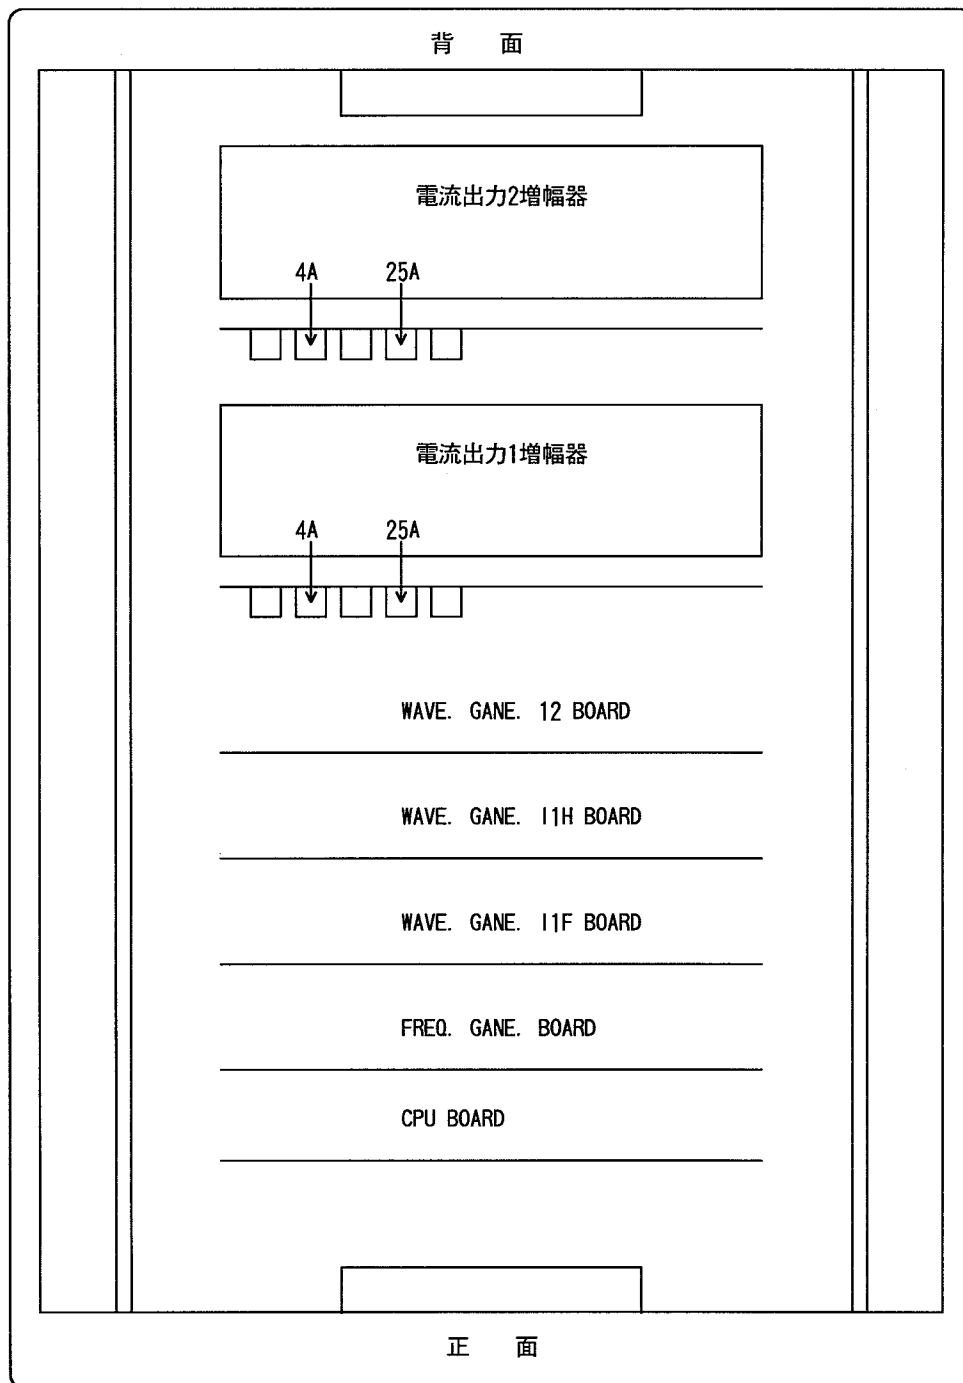 背 面
電流出力2増幅器
4A 25A
電流出力1増幅器
4A 25A
WAVE. GANE. 12 BOARD
WAVE. GANE. I1H BOARD
WAVE. GANE. I1F BOARD
FREQ. GANE. BOARD
CPU BOARD
正 面